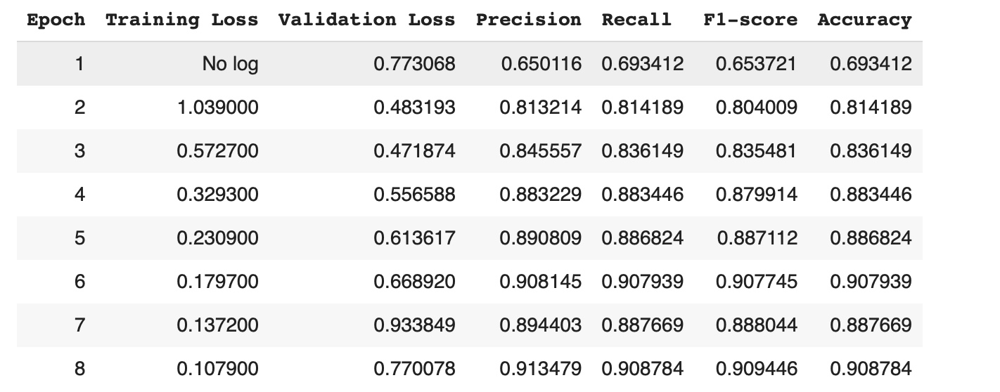 Epoch Training Loss Validation Loss Precision Recall F1-score Accuracy
1 No log 0.773068 0.650116 0.693412 0.653721 0.693412
2 1.039000 0.483193 0.813214 0.814189 0.804009 0.814189
3 0.572700 0.471874 0.845557 0.836149 0.835481 0.836149
4 0.329300 0.556588 0.883229 0.883446 0.879914 0.883446
5 0.230900 0.613617 0.890809 0.886824 0.887112 0.886824
6 0.179700 0.668920 0.908145 0.907939 0.907745 0.907939
7 0.137200 0.933849 0.894403 0.887669 0.888044 0.887669
8 0.107900 0.770078 0.913479 0.908784 0.909446 0.908784